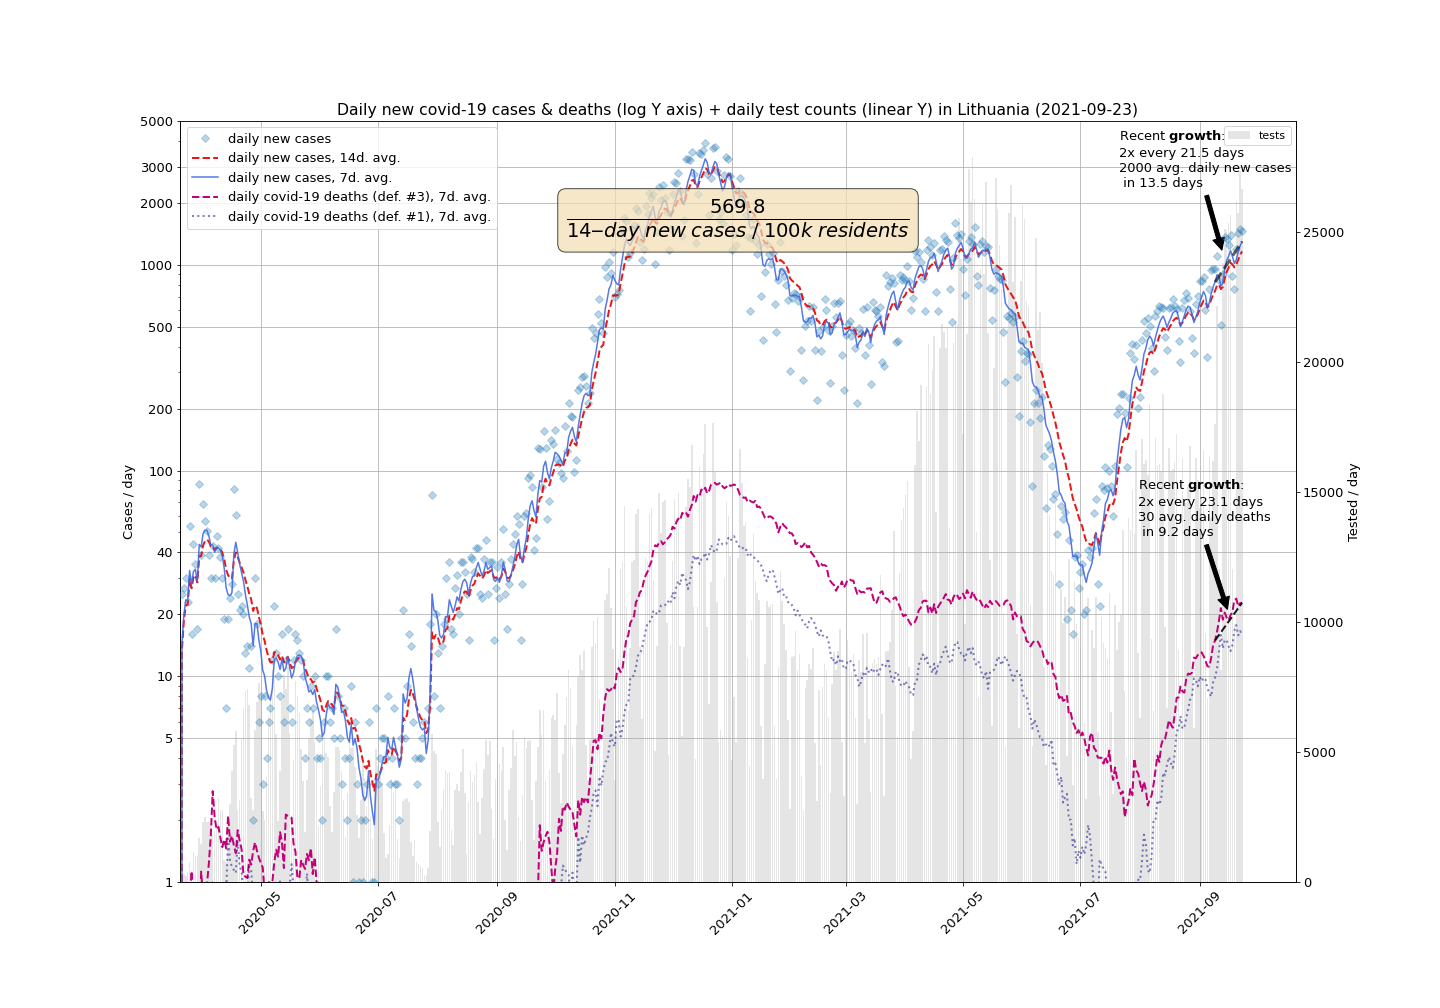 Daily new covid-19 cases & deaths (log Y axis) + daily test counts (linear Y) in Lithuania (2021-09-23)
daily new cases
daily new cases, 14d. avg.
daily new cases, 7d. avg.
daily covid-19 deaths (def. #3), 7d. avg.
daily covid-19 deaths (def. #1), 7d. avg.
569.8
14–day new cases / 100k residents
Recent growth:
2x every 21.5 days
2000 avg. daily new cases
in 13.5 days
tests
Recent growth:
2x every 23.1 days
30 avg. daily deaths
in 9.2 days
Cases / day
5000
3000
2000
1000
500
200
100
40
20
10
5
1
Tested / day
25000
20000
15000
10000
5000
0
2020-05
2020-07
2020-09
2020-11
2021-01
2021-03
2021-05
2021-07
2021-09